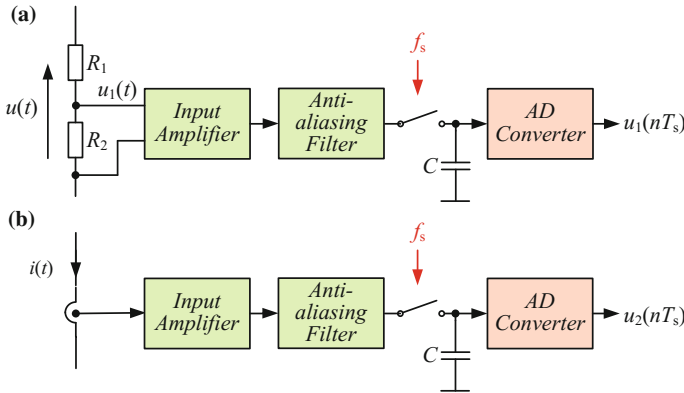 (a)
R₁
u(t)
u₁(t)
R₂
Input
Amplifier
Anti-
aliasing
Filter
fₛ
C
AD
Converter
u₁(nTₛ)
(b)
i(t)
Input
Amplifier
Anti-
aliasing
Filter
fₛ
C
AD
Converter
u₂(nTₛ)